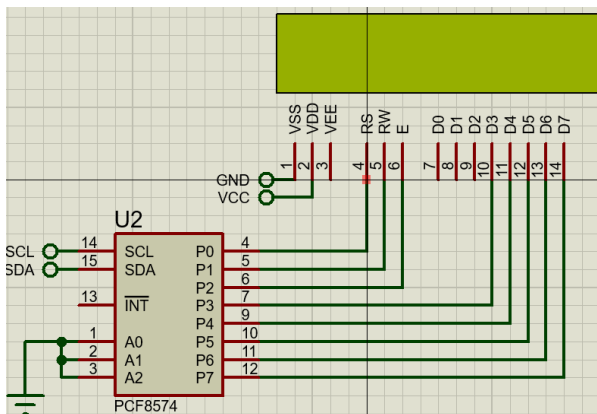 VSS VDD VEE RS RW E D0 D1 D2 D3 D4 D5 D6 D7
1 2 3 4 5 6 7 8 9 10 11 12 13 14
GND
VCC
U2
SCL 14 SCL P0 4
SDA 15 SDA P1 5
P2 6
13 INT P3 7
P4 9
1 A0 P5 10
2 A1 P6 11
3 A2 P7 12
PCF8574